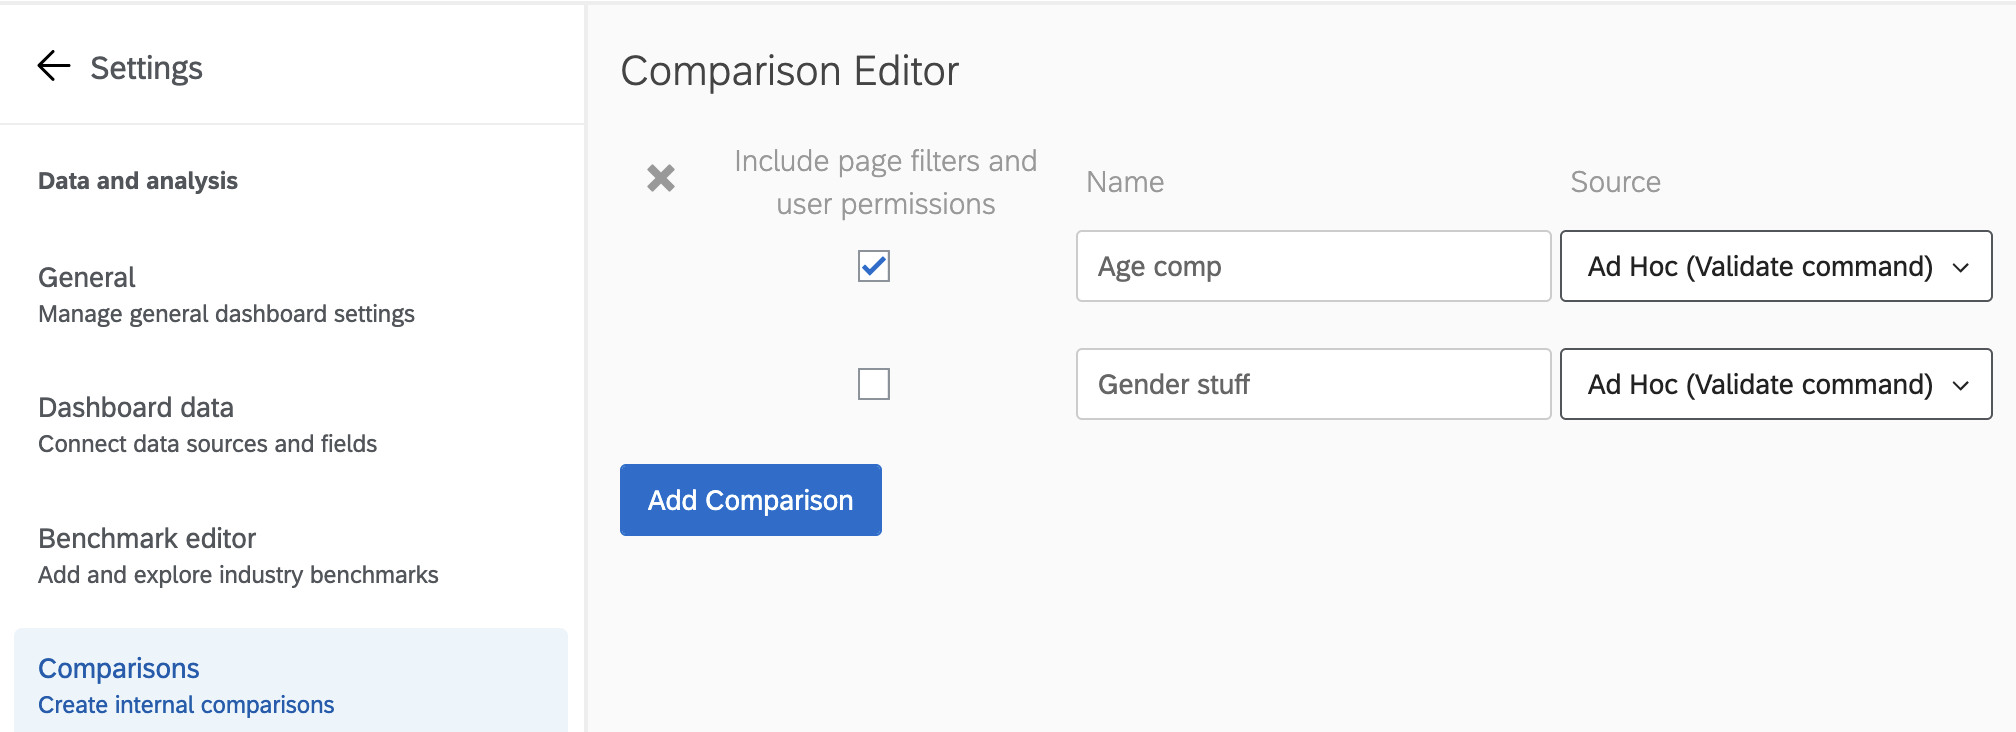 Settings
Data and analysis
General
Manage general dashboard settings
Dashboard data
Connect data sources and fields
Benchmark editor
Add and explore industry benchmarks
Comparisons
Create internal comparisons
Comparison Editor
Include page filters and
user permissions
Name
Source
Age comp
Ad Hoc (Validate command)
Gender stuff
Ad Hoc (Validate command)
Add Comparison